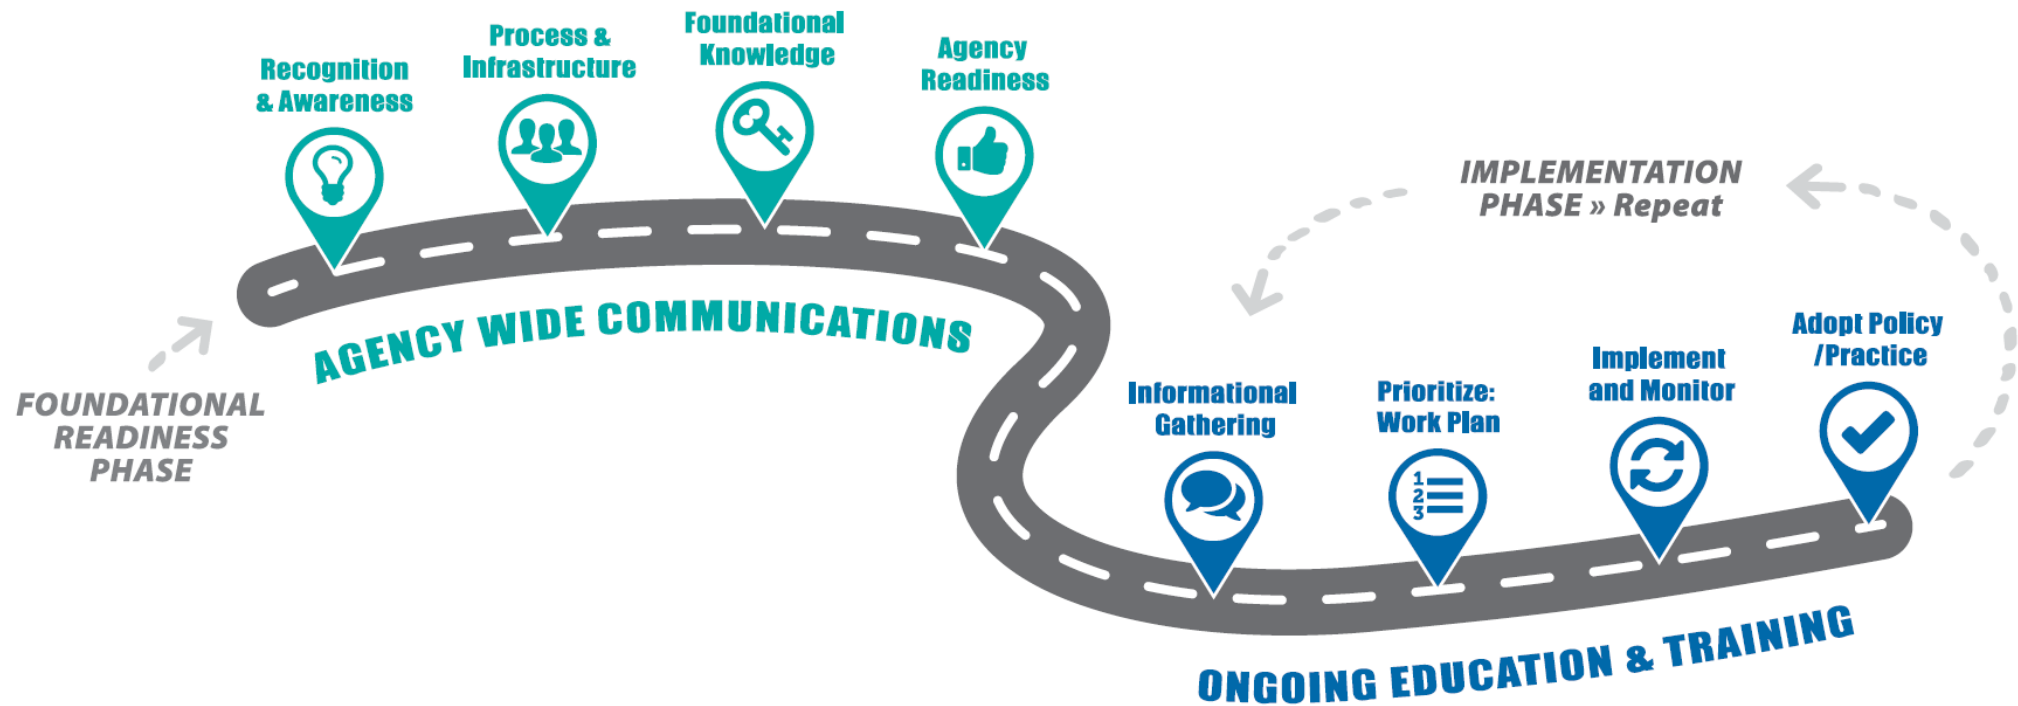 FOUNDATIONAL
READINESS
PHASE
Recognition
& Awareness
Process &
Infrastructure
Foundational
Knowledge
Agency
Readiness
AGENCY WIDE COMMUNICATIONS
IMPLEMENTATION
PHASE » Repeat
Informational
Gathering
Prioritize:
Work Plan
1
2
3
Implement
and Monitor
Adopt Policy
/Practice
ONGOING EDUCATION & TRAINING